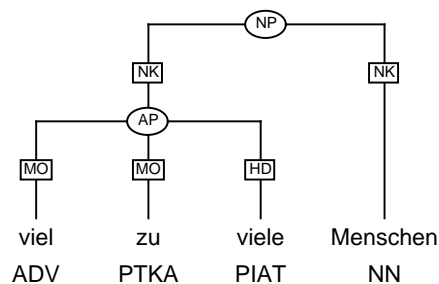 NP
NK NK
AP
MO MO HD
viel zu viele Menschen
ADV PTKA PIAT NN